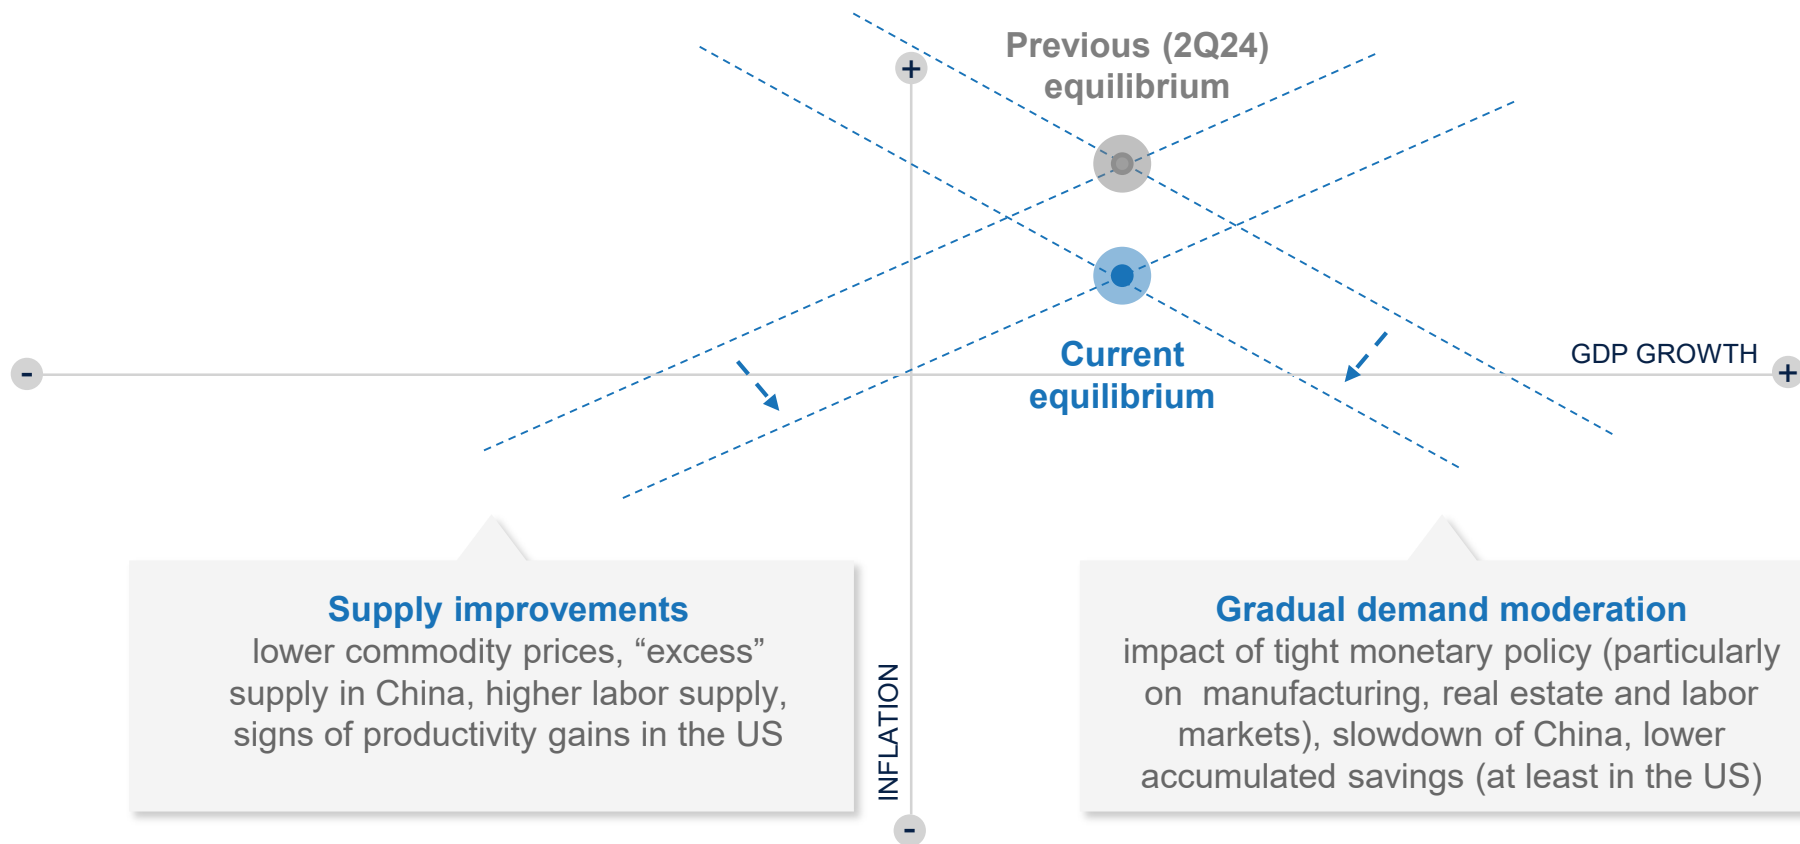 Previous (2Q24)
equilibrium
+
Current
equilibrium
GDP GROWTH
-
+
Supply improvements
lower commodity prices, “excess”
supply in China, higher labor supply,
signs of productivity gains in the US
INFLATION
-
Gradual demand moderation
impact of tight monetary policy (particularly
on  manufacturing, real estate and labor
markets), slowdown of China, lower
accumulated savings (at least in the US)